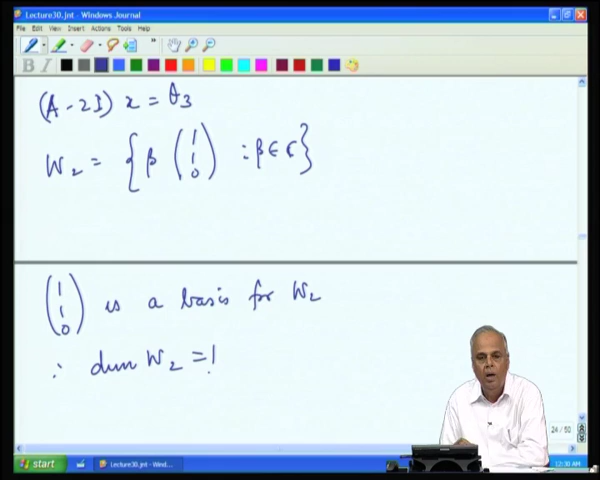 Lecture30.jnt - Windows Journal
File Edit View Insert Actions Tools Help
B I
(A - 2I) x = θ₃
W₂ = { β (1 1 0) : β ∈ ℂ }
(1 1 0) is a basis for W₂
∴ dim W₂ = 1
24 / 50
start
Lecture30.jnt - Wind...
12:30 AM